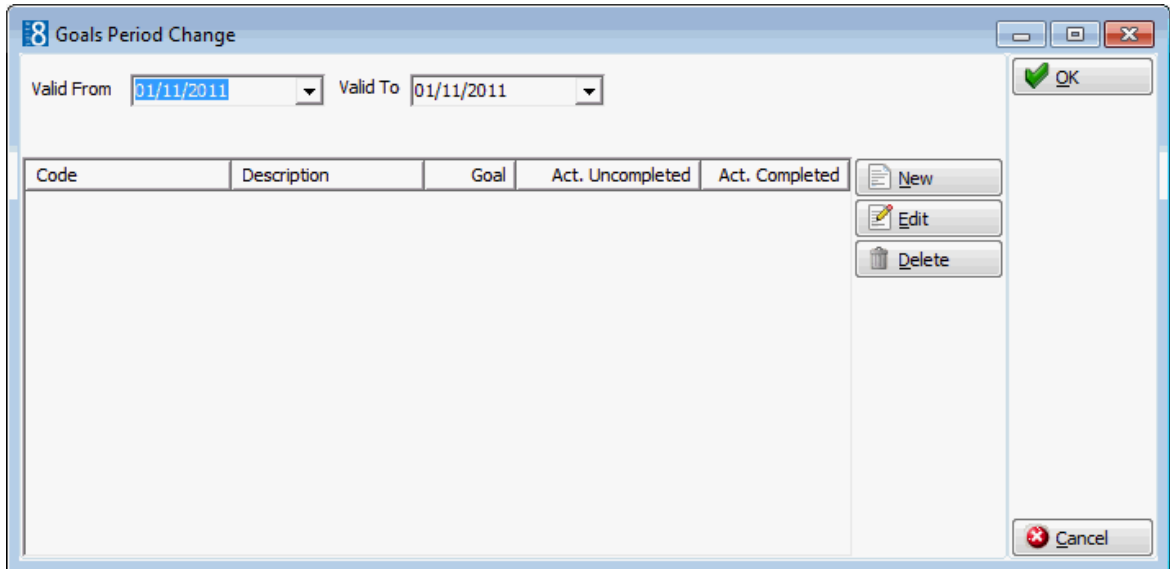 8 Goals Period Change
Valid From 01/11/2011 Valid To 01/11/2011
OK
Code Description Goal Act. Uncompleted Act. Completed
New
Edit
Delete
Cancel